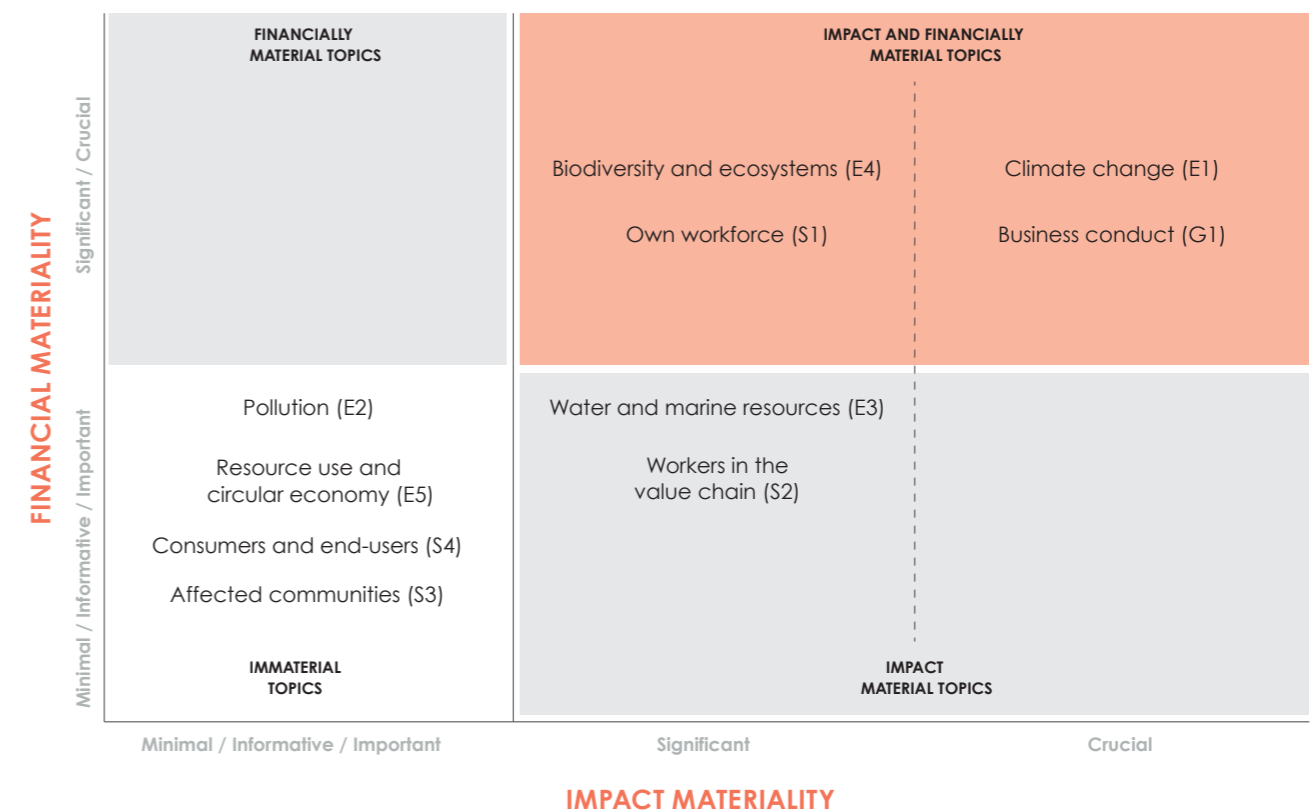 FINANCIALLY
MATERIAL TOPICS
IMPACT AND FINANCIALLY
MATERIAL TOPICS
FINANCIAL MATERIALITY
Significant / Crucial
Biodiversity and ecosystems (E4)
Climate change (E1)
Own workforce (S1)
Business conduct (G1)
Minimal / Informative / Important
Pollution (E2)
Resource use and
circular economy (E5)
Consumers and end-users (S4)
Affected communities (S3)
Water and marine resources (E3)
Workers in the
value chain (S2)
IMMATERIAL
TOPICS
IMPACT
MATERIAL TOPICS
Minimal / Informative / Important
Significant
Crucial
IMPACT MATERIALITY